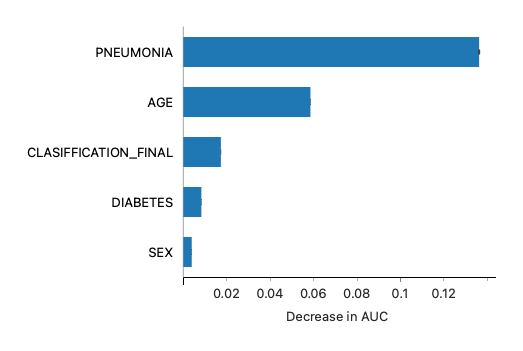 PNEUMONIA
AGE
CLASIFFICATION_FINAL
DIABETES
SEX
0.02 0.04 0.06 0.08 0.1 0.12
Decrease in AUC